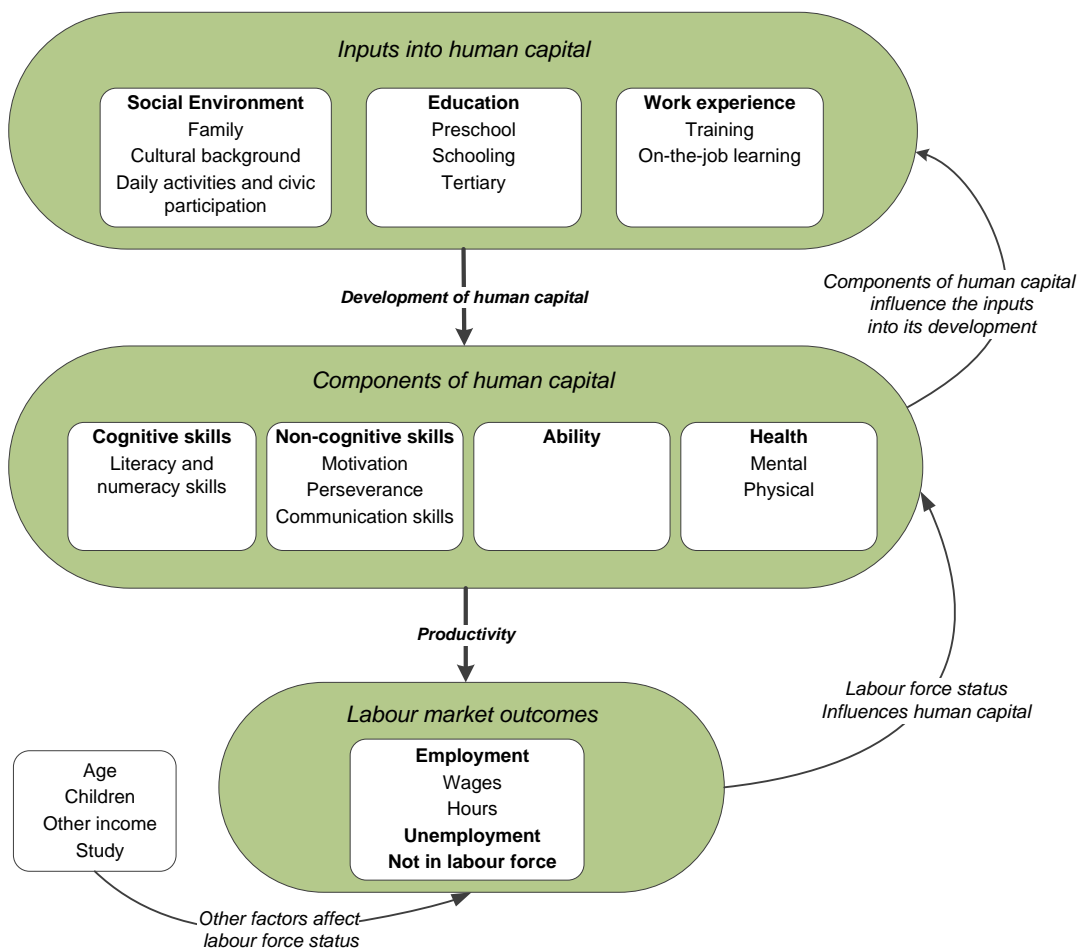 Inputs into human capital
Social Environment
Family
Cultural background
Daily activities and civic
participation
Education
Preschool
Schooling
Tertiary
Work experience
Training
On-the-job learning
Development of human capital
Components of human capital
influence the inputs
into its development
Components of human capital
Cognitive skills
Literacy and
numeracy skills
Non-cognitive skills
Motivation
Perseverance
Communication skills
Ability
Health
Mental
Physical
Productivity
Labour force status
Influences human capital
Labour market outcomes
Employment
Wages
Hours
Unemployment
Not in labour force
Age
Children
Other income
Study
Other factors affect
labour force status